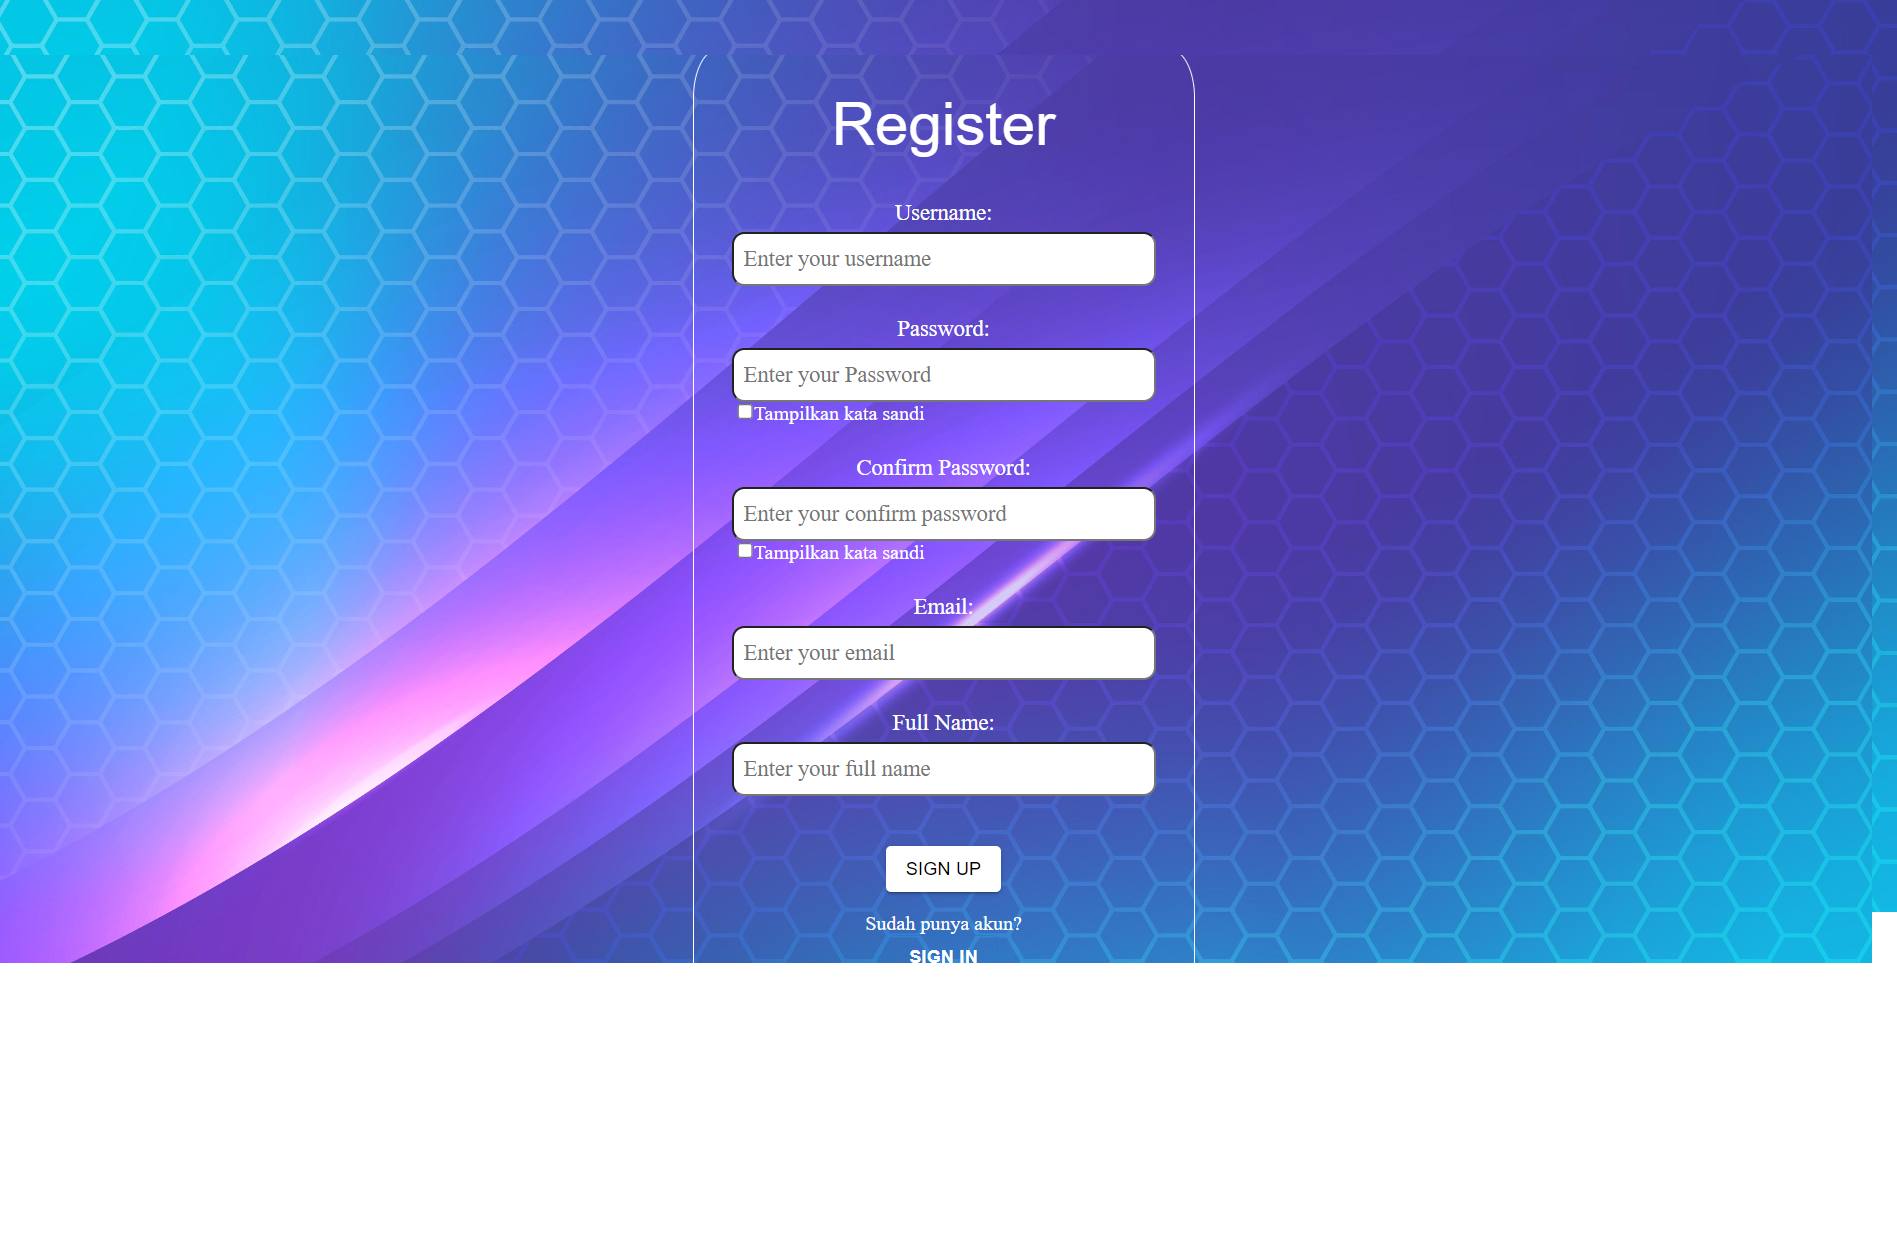 Register
Username:
Enter your username
Password:
Enter your Password
Tampilkan kata sandi
Confirm Password:
Enter your confirm password
Tampilkan kata sandi
Email:
Enter your email
Full Name:
Enter your full name
SIGN UP
Sudah punya akun?
SIGN IN